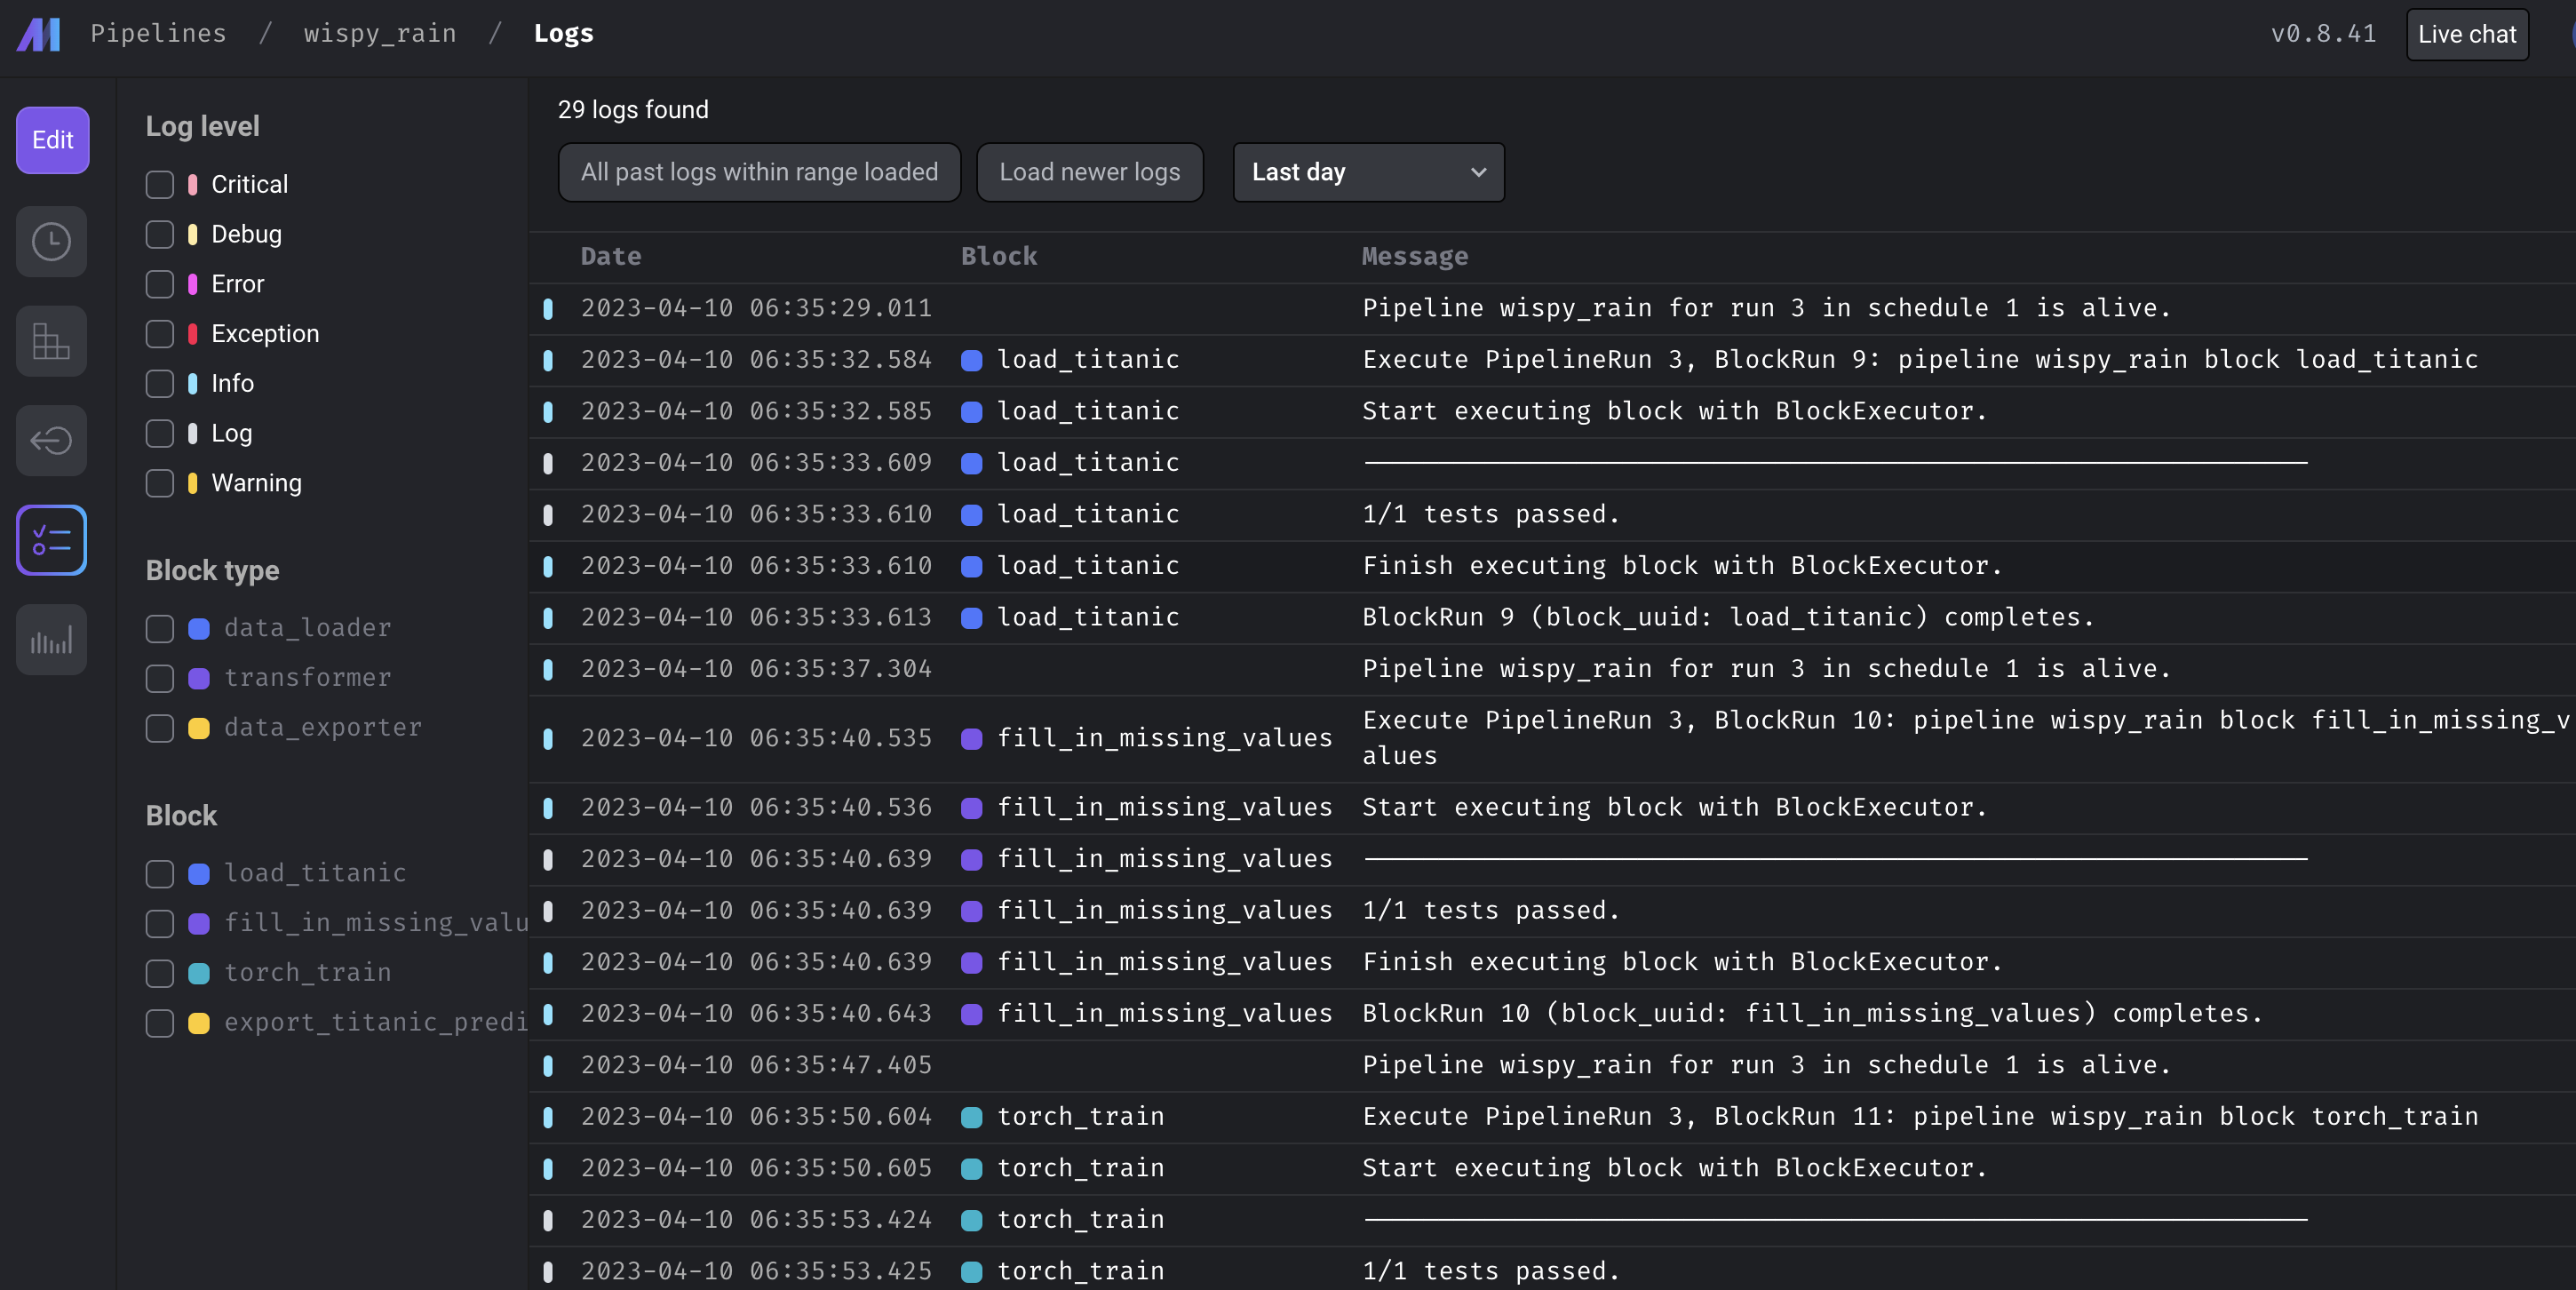 Pipelines / wispy_rain / Logs v0.8.41 Live chat
Edit
Log level
Critical
Debug
Error
Exception
Info
Log
Warning
Block type
data_loader
transformer
data_exporter
Block
load_titanic
fill_in_missing_valu
torch_train
export_titanic_predi
29 logs found
All past logs within range loaded Load newer logs Last day
Date Block Message
2023-04-10 06:35:29.011 Pipeline wispy_rain for run 3 in schedule 1 is alive.
2023-04-10 06:35:32.584 load_titanic Execute PipelineRun 3, BlockRun 9: pipeline wispy_rain block load_titanic
2023-04-10 06:35:32.585 load_titanic Start executing block with BlockExecutor.
2023-04-10 06:35:33.609 load_titanic
2023-04-10 06:35:33.610 load_titanic 1/1 tests passed.
2023-04-10 06:35:33.610 load_titanic Finish executing block with BlockExecutor.
2023-04-10 06:35:33.613 load_titanic BlockRun 9 (block_uuid: load_titanic) completes.
2023-04-10 06:35:37.304 Pipeline wispy_rain for run 3 in schedule 1 is alive.
2023-04-10 06:35:40.535 fill_in_missing_values Execute PipelineRun 3, BlockRun 10: pipeline wispy_rain block fill_in_missing_v
alues
2023-04-10 06:35:40.536 fill_in_missing_values Start executing block with BlockExecutor.
2023-04-10 06:35:40.639 fill_in_missing_values
2023-04-10 06:35:40.639 fill_in_missing_values 1/1 tests passed.
2023-04-10 06:35:40.639 fill_in_missing_values Finish executing block with BlockExecutor.
2023-04-10 06:35:40.643 fill_in_missing_values BlockRun 10 (block_uuid: fill_in_missing_values) completes.
2023-04-10 06:35:47.405 Pipeline wispy_rain for run 3 in schedule 1 is alive.
2023-04-10 06:35:50.604 torch_train Execute PipelineRun 3, BlockRun 11: pipeline wispy_rain block torch_train
2023-04-10 06:35:50.605 torch_train Start executing block with BlockExecutor.
2023-04-10 06:35:53.424 torch_train
2023-04-10 06:35:53.425 torch_train 1/1 tests passed.